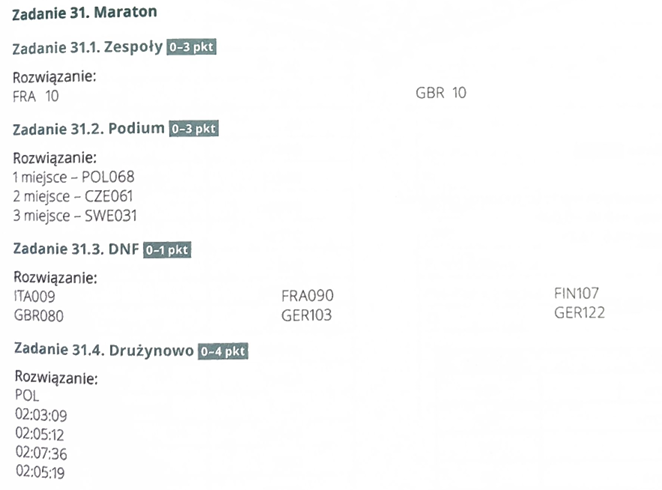 Zadanie 31. Maraton
Zadanie 31.1. Zespoły 0–3 pkt
Rozwiązanie:
FRA 10 GBR 10
Zadanie 31.2. Podium 0–3 pkt
Rozwiązanie:
1 miejsce – POL068
2 miejsce – CZE061
3 miejsce – SWE031
Zadanie 31.3. DNF 0–1 pkt
Rozwiązanie:
ITA009 FRA090 FIN107
GBR080 GER103 GER122
Zadanie 31.4. Drużynowo 0–4 pkt
Rozwiązanie:
POL
02:03:09
02:05:12
02:07:36
02:05:19